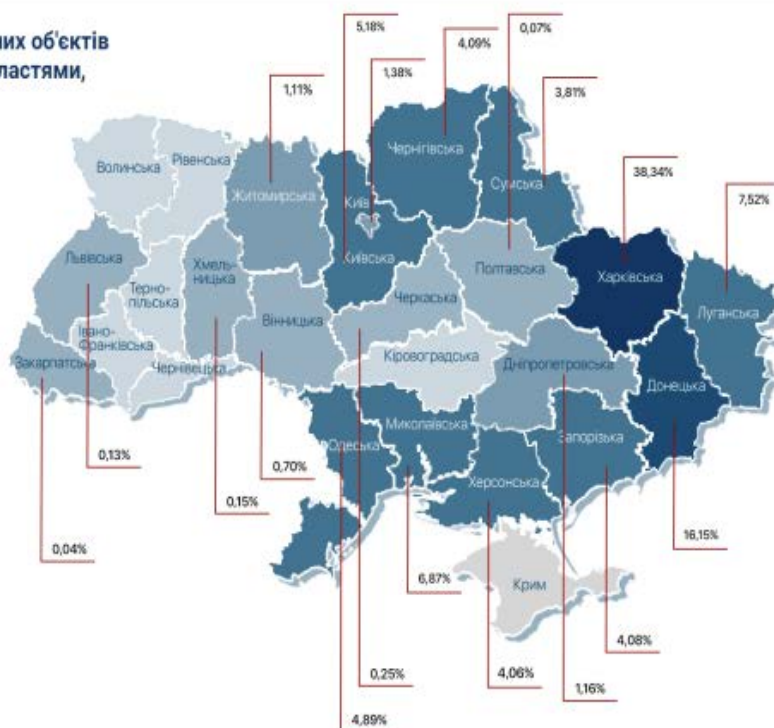 них об'єктів
ластями,
5,18%
4,09%
0,07%
1,38%
1,11%
3,81%
38,34%
7,52%
Волинська
Рівенська
Житомирська
Київ
Київська
Чернігівська
Сумська
Львівська
Терно-
пільська
Хмель-
ницька
Вінницька
Черкаська
Полтавська
Харківська
Луганська
Івано-
Франківська
Закарпатська
Чернівецька
Кіровоградська
Дніпропетровська
Донецька
Одеська
Миколаївська
Херсонська
Запорізька
Крим
0,13%
0,70%
0,15%
0,04%
16,15%
6,87%
4,08%
0,25%
4,06%
1,16%
4,89%